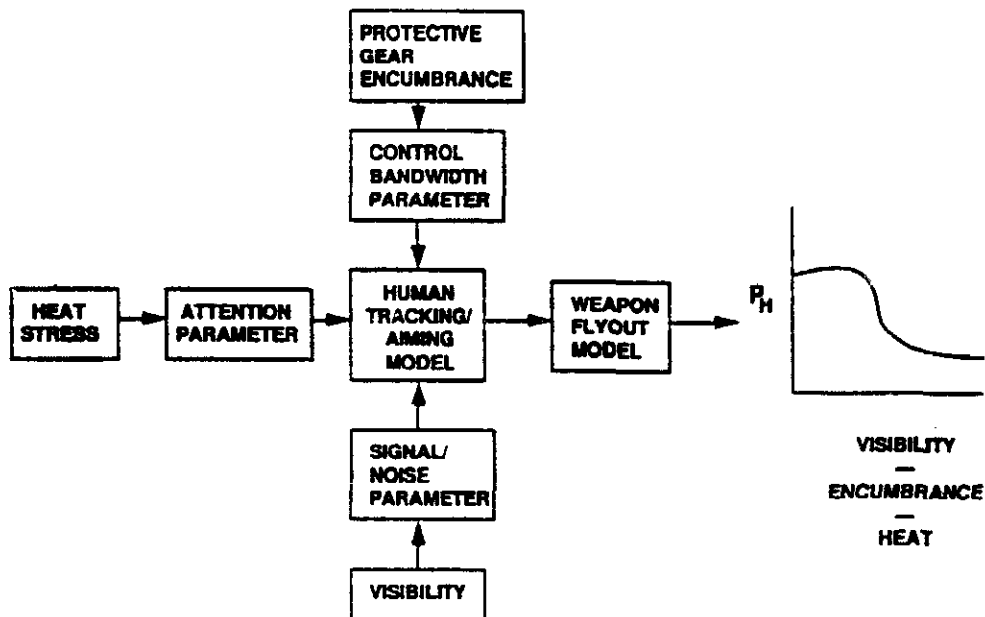 PROTECTIVE
GEAR
ENCUMBRANCE
CONTROL
BANDWIDTH
PARAMETER
HEAT
STRESS
ATTENTION
PARAMETER
HUMAN
TRACKING/
AIMING
MODEL
WEAPON
FLYOUT
MODEL
PH
SIGNAL/
NOISE
PARAMETER
VISIBILITY
VISIBILITY
—
ENCUMBRANCE
—
HEAT